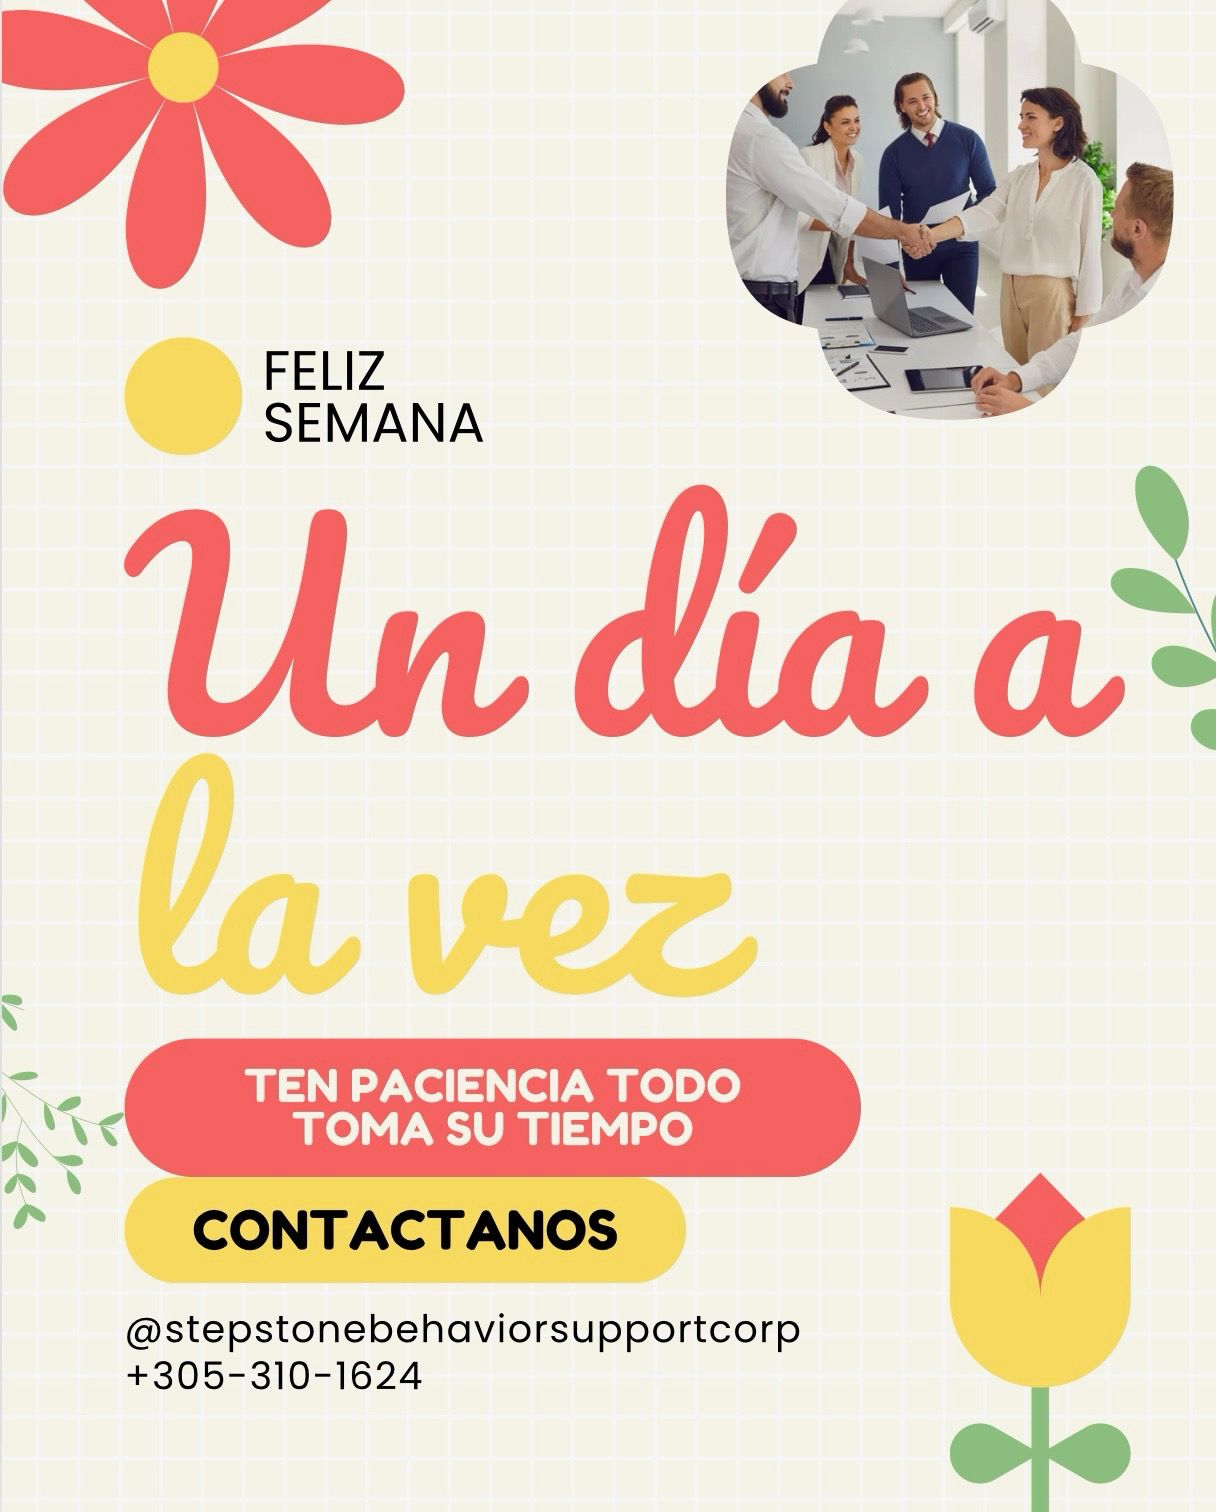 FELIZ
SEMANA
Un día a
la vez
TEN PACIENCIA TODO
TOMA SU TIEMPO
CONTACTANOS
@stepstonebehaviorsupportcorp
+305-310-1624